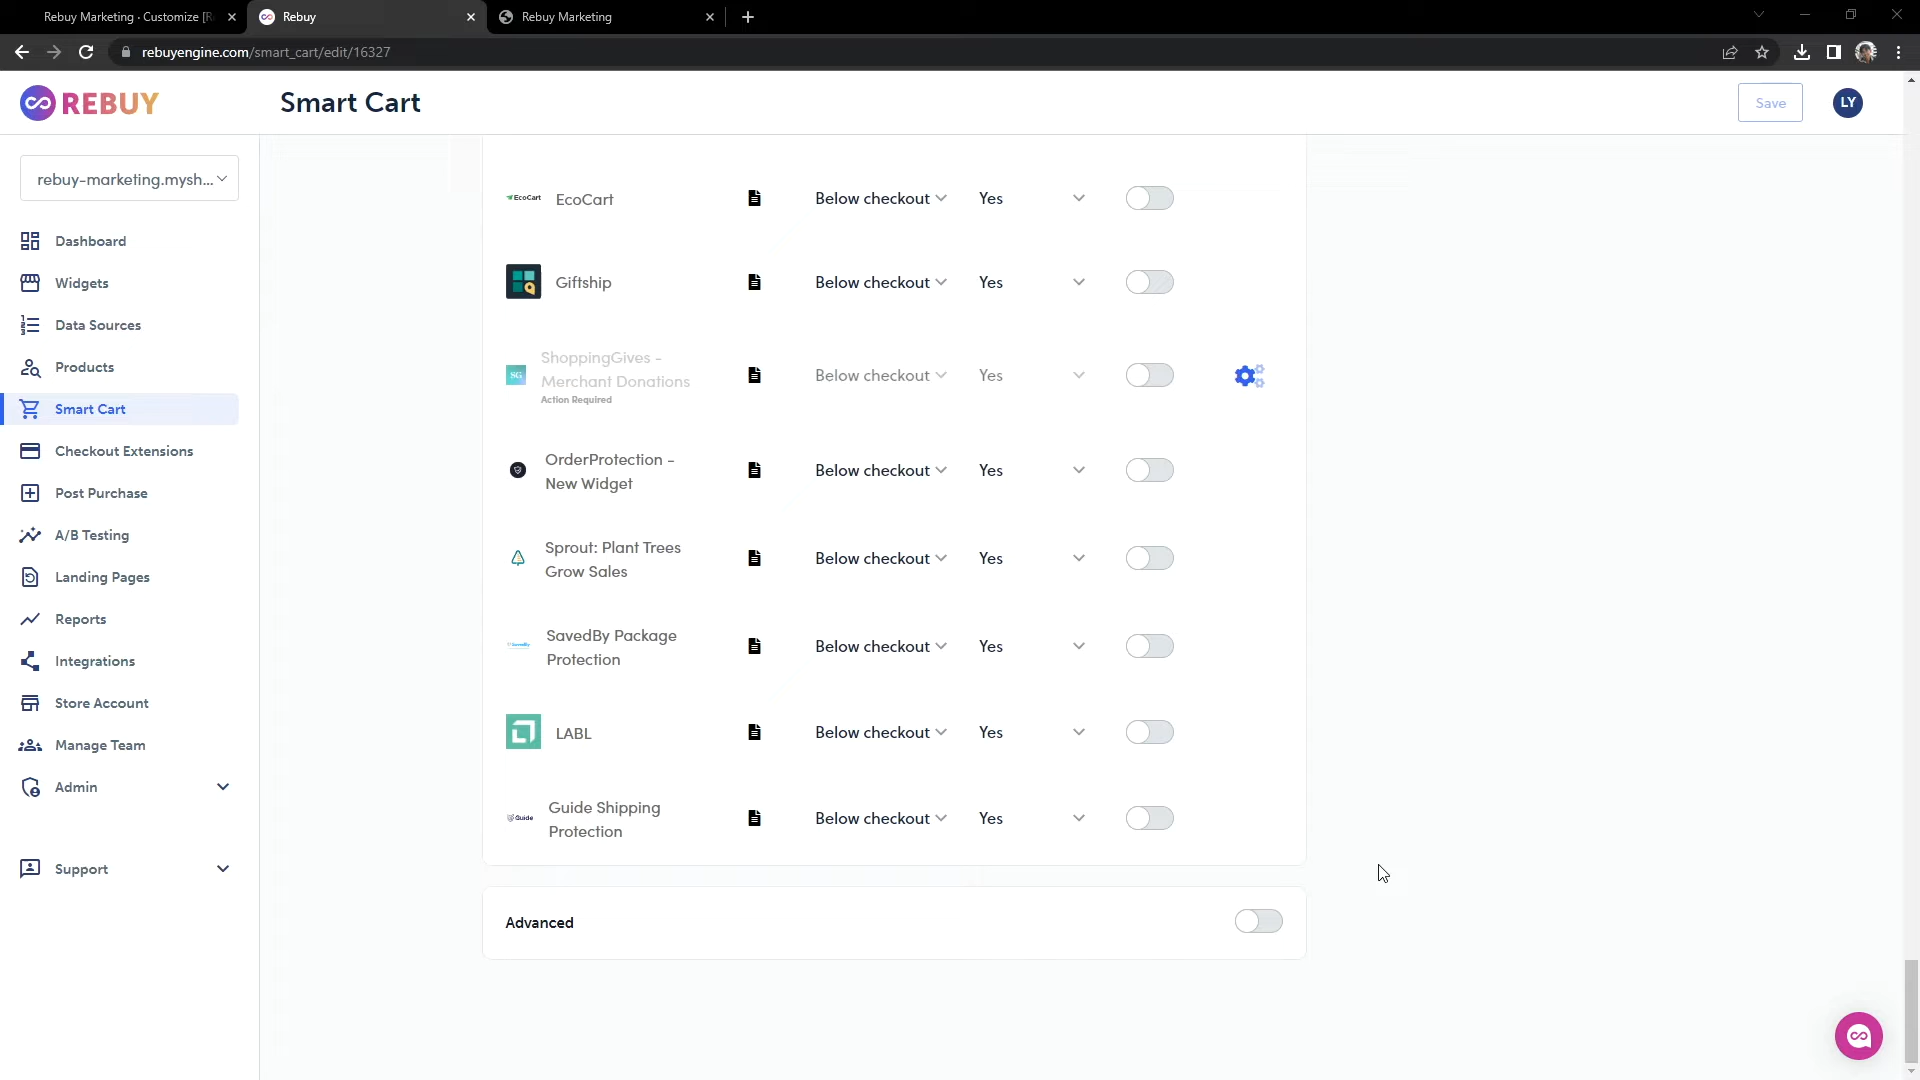 Rebuy Marketing · Customize [R
Rebuy
Rebuy Marketing
rebuyengine.com/smart_cart/edit/16327
REBUY
Smart Cart
Save
LY
rebuy-marketing.mysh...
Dashboard
Widgets
Data Sources
Products
Smart Cart
Checkout Extensions
Post Purchase
A/B Testing
Landing Pages
Reports
Integrations
Store Account
Manage Team
Admin
Support
EcoCart EcoCart Below checkout Yes
Giftship Below checkout Yes
SG ShoppingGives -
Merchant Donations Below checkout Yes
Action Required
OrderProtection -
New Widget Below checkout Yes
Sprout: Plant Trees
Grow Sales Below checkout Yes
SavedBy Package
Protection Below checkout Yes
LABL Below checkout Yes
Guide Guide Shipping
Protection Below checkout Yes
Advanced